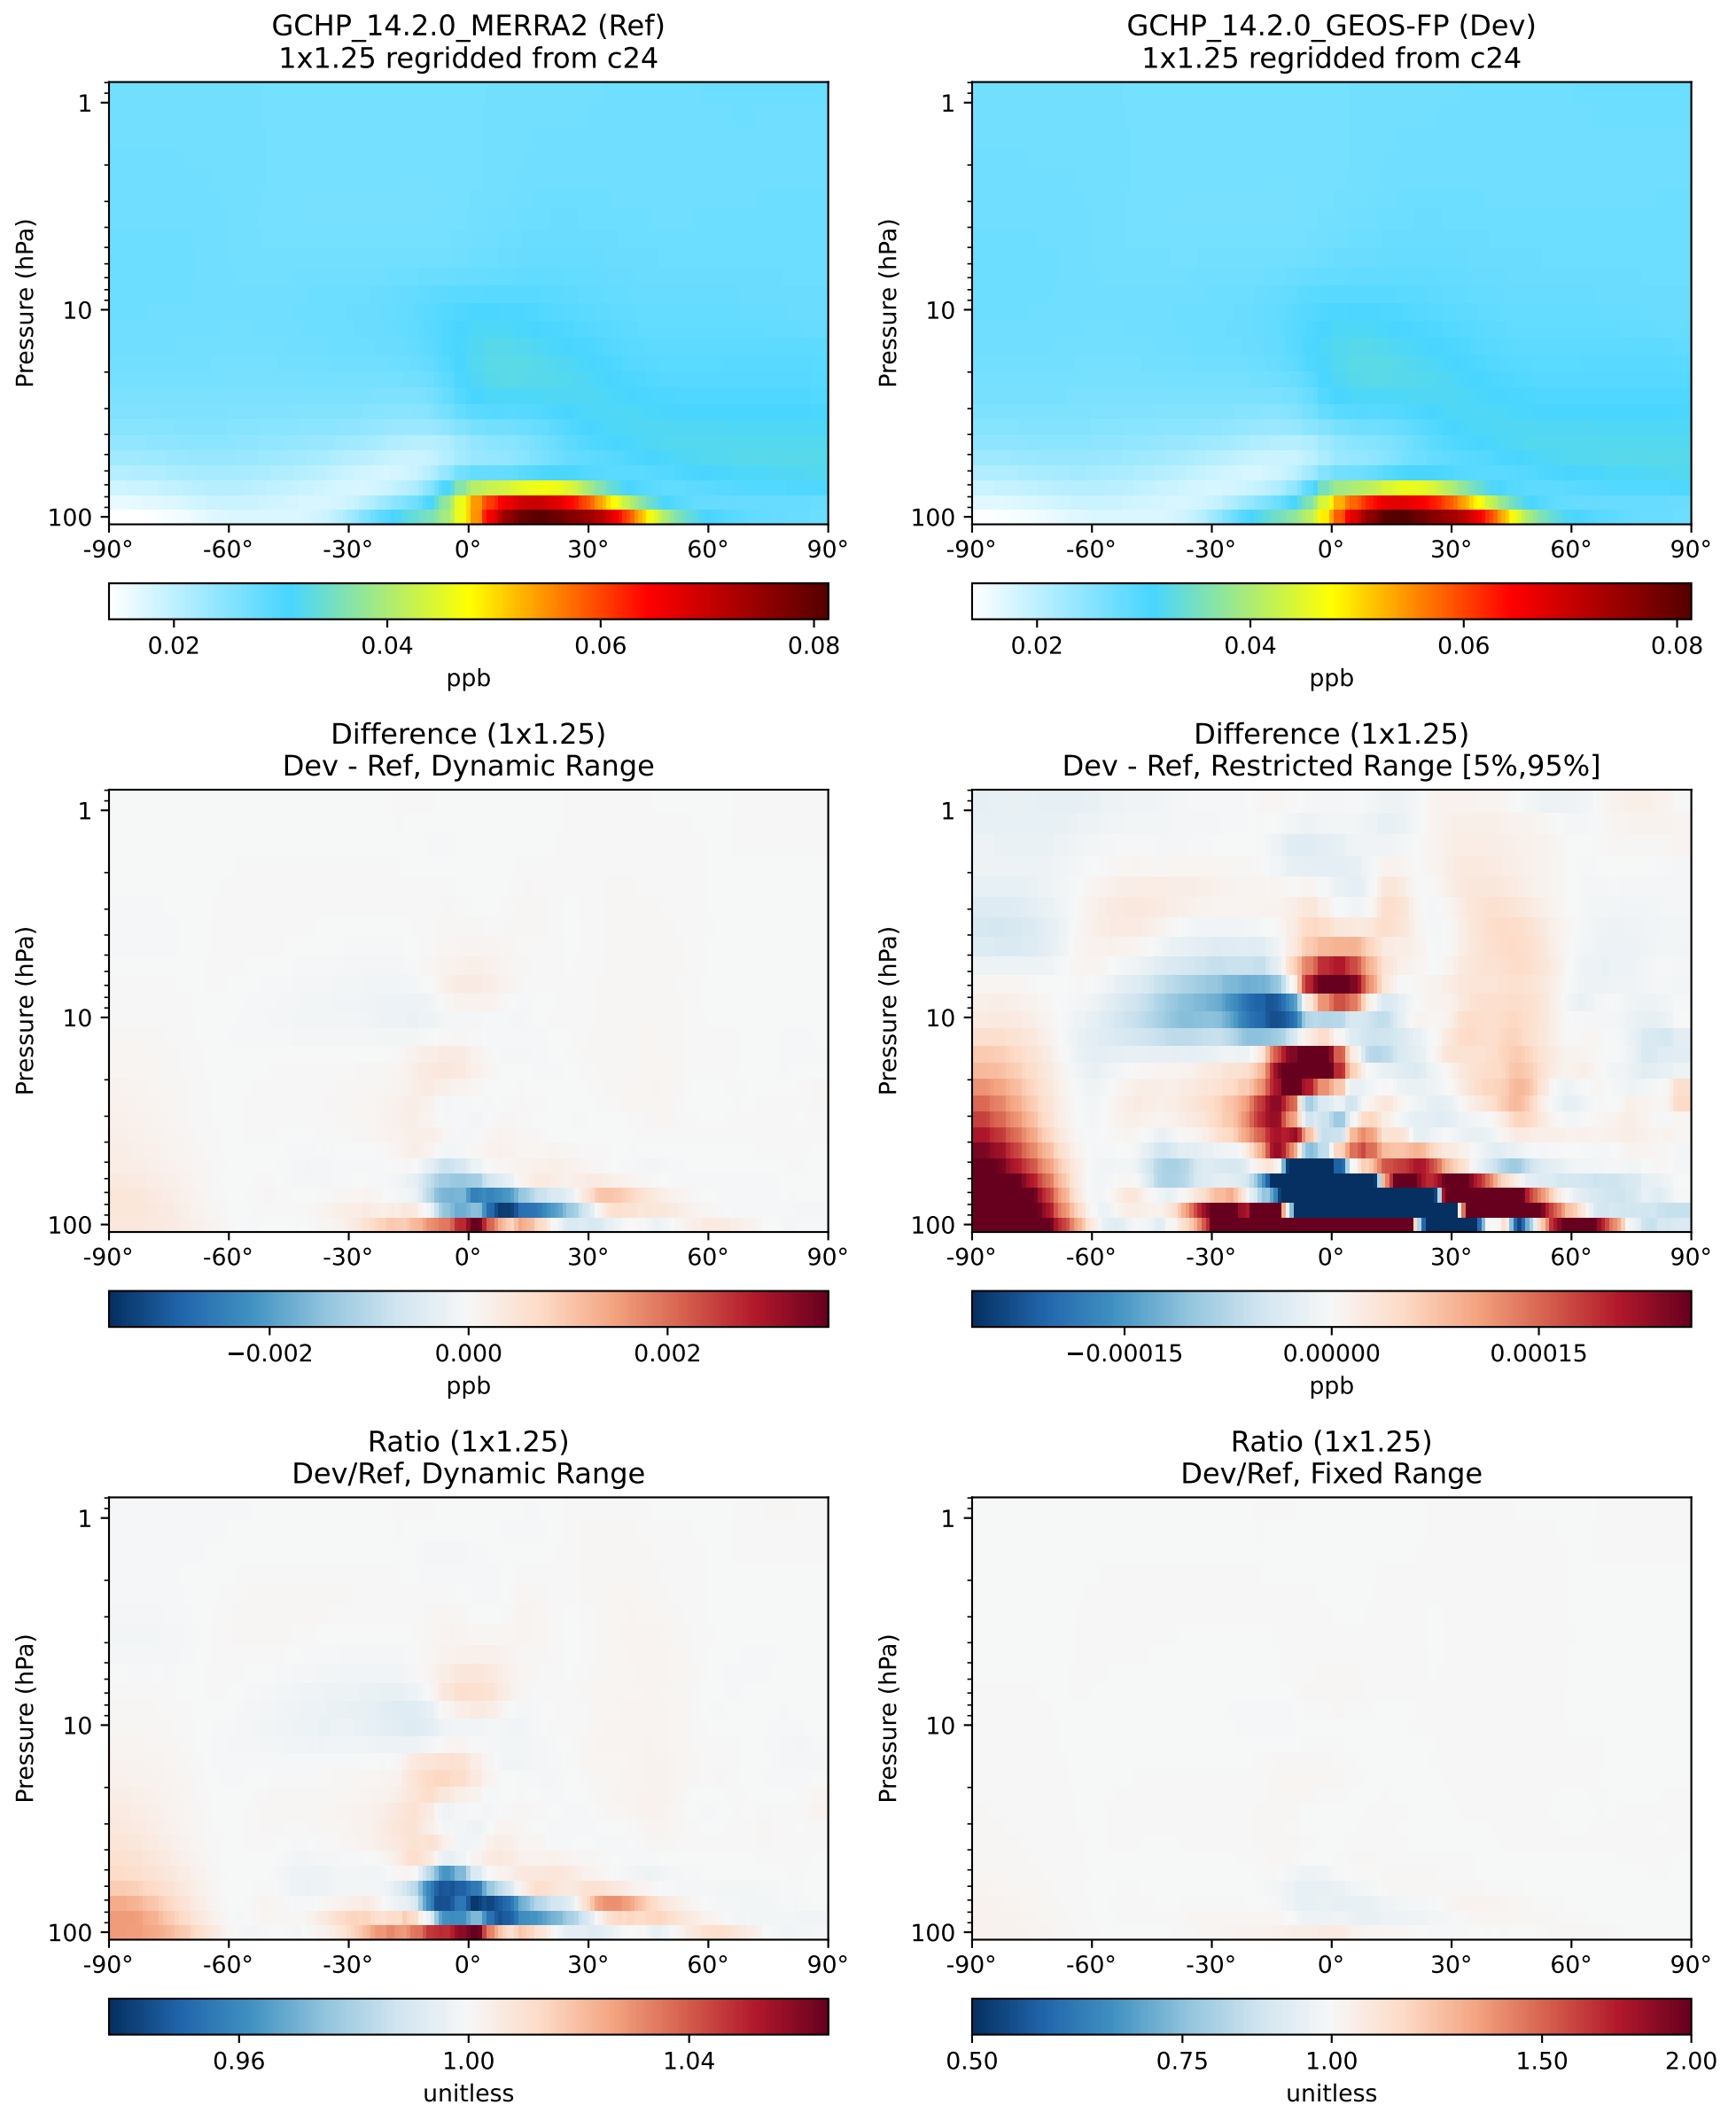 GCHP_14.2.0_MERRA2 (Ref)
1x1.25 regridded from c24
Pressure (hPa)
1
10
100
-90° -60° -30° 0° 30° 60° 90°
0.02 0.04 0.06 0.08
ppb
GCHP_14.2.0_GEOS-FP (Dev)
1x1.25 regridded from c24
Pressure (hPa)
1
10
100
-90° -60° -30° 0° 30° 60° 90°
0.02 0.04 0.06 0.08
ppb
Difference (1x1.25)
Dev - Ref, Dynamic Range
Pressure (hPa)
1
10
100
-90° -60° -30° 0° 30° 60° 90°
−0.002 0.000 0.002
ppb
Difference (1x1.25)
Dev - Ref, Restricted Range [5%,95%]
Pressure (hPa)
1
10
100
-90° -60° -30° 0° 30° 60° 90°
−0.00015 0.00000 0.00015
ppb
Ratio (1x1.25)
Dev/Ref, Dynamic Range
Pressure (hPa)
1
10
100
-90° -60° -30° 0° 30° 60° 90°
0.96 1.00 1.04
unitless
Ratio (1x1.25)
Dev/Ref, Fixed Range
Pressure (hPa)
1
10
100
-90° -60° -30° 0° 30° 60° 90°
0.50 0.75 1.00 1.50 2.00
unitless